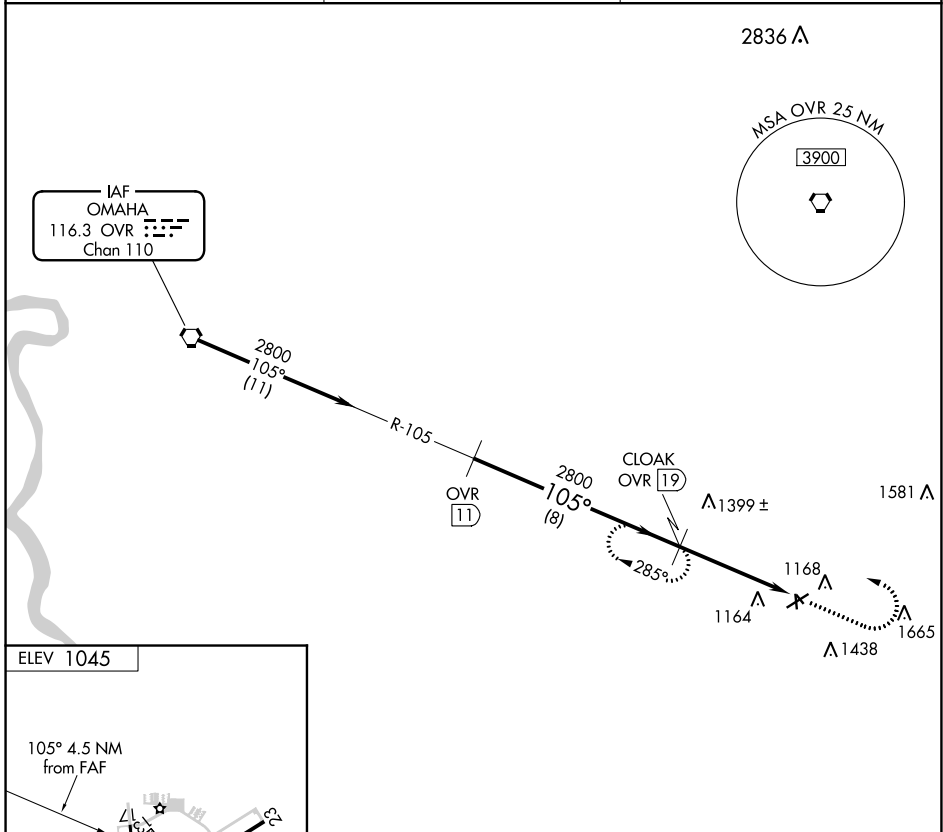 2836
MSA OVR 25 NM
3900
IAF
OMAHA
116.3 OVR
Chan 110
2800
105°
(11)
R-105
OVR
11
2800
105°
(8)
CLOAK
OVR 19
1399 ±
1581
285°
1168
1164
1665
1438
ELEV 1045
105° 4.5 NM
from FAF
17
23